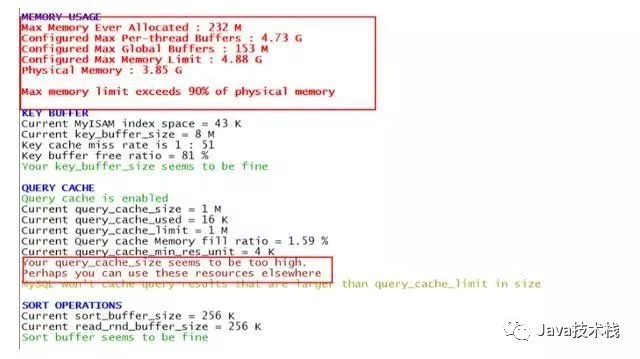 MEMORY USAGE
Max Memory Ever Allocated : 232 M
Configured Max Per-thread Buffers : 4.73 G
Configured Max Global Buffers : 153 M
Configured Max Memory Limit : 4.88 G
Physical Memory : 3.85 G
Max memory limit exceeds 90% of physical memory
KEY BUFFER
Current MyISAM index space = 43 K
Current key_buffer_size = 8 M
Key cache miss rate is 1 : 51
Key buffer free ratio = 81 %
Your key_buffer_size seems to be fine
QUERY CACHE
Query cache is enabled
Current query_cache_size = 1 M
Current query_cache_used = 16 K
Current query_cache_limit = 1 M
Current Query cache Memory fill ratio = 1.59 %
Current query_cache_min_res_unit = 4 K
Your query_cache_size seems to be too high.
Perhaps you can use these resources elsewhere
MySQL won't cache query results that are larger than query_cache_limit in size
SORT OPERATIONS
Current sort_buffer_size = 256 K
Current read_rnd_buffer_size = 256 K
Sort buffer seems to be fine
Java技术栈